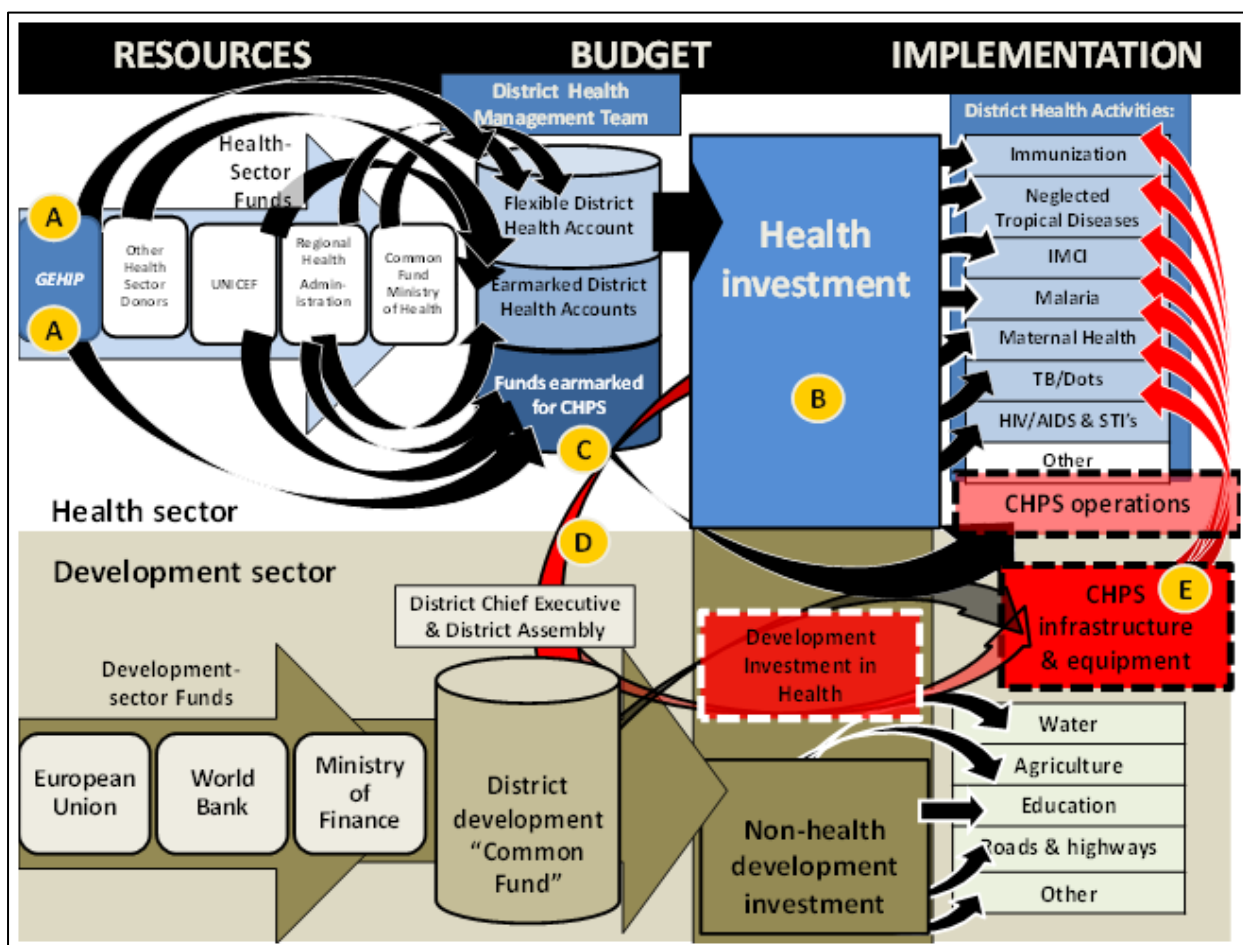 RESOURCES
BUDGET
IMPLEMENTATION
District Health
Management Team
District Health Activities:
Health-
Sector
Funds
A
GEHIP
A
Other
Health
Sector
Donors
UNICEF
Regional
Health
Admin-
istration
Common
Fund
Ministry
of Health
Flexible District
Health Account
Earmarked District
Health Accounts
Funds earmarked
for CHPS
C
Health
investment
B
Immunization
Neglected
Tropical Diseases
IMCI
Malaria
Maternal Health
TB/Dots
HIV/AIDS & STI's
Other
CHPS operations
Health sector
D
Development sector
District Chief Executive
& District Assembly
Development
Investment in
Health
E
CHPS
infrastructure
& equipment
Development-
sector Funds
European
Union
World
Bank
Ministry
of
Finance
District
development
“Common
Fund”
Non-health
development
investment
Water
Agriculture
Education
Roads & highways
Other